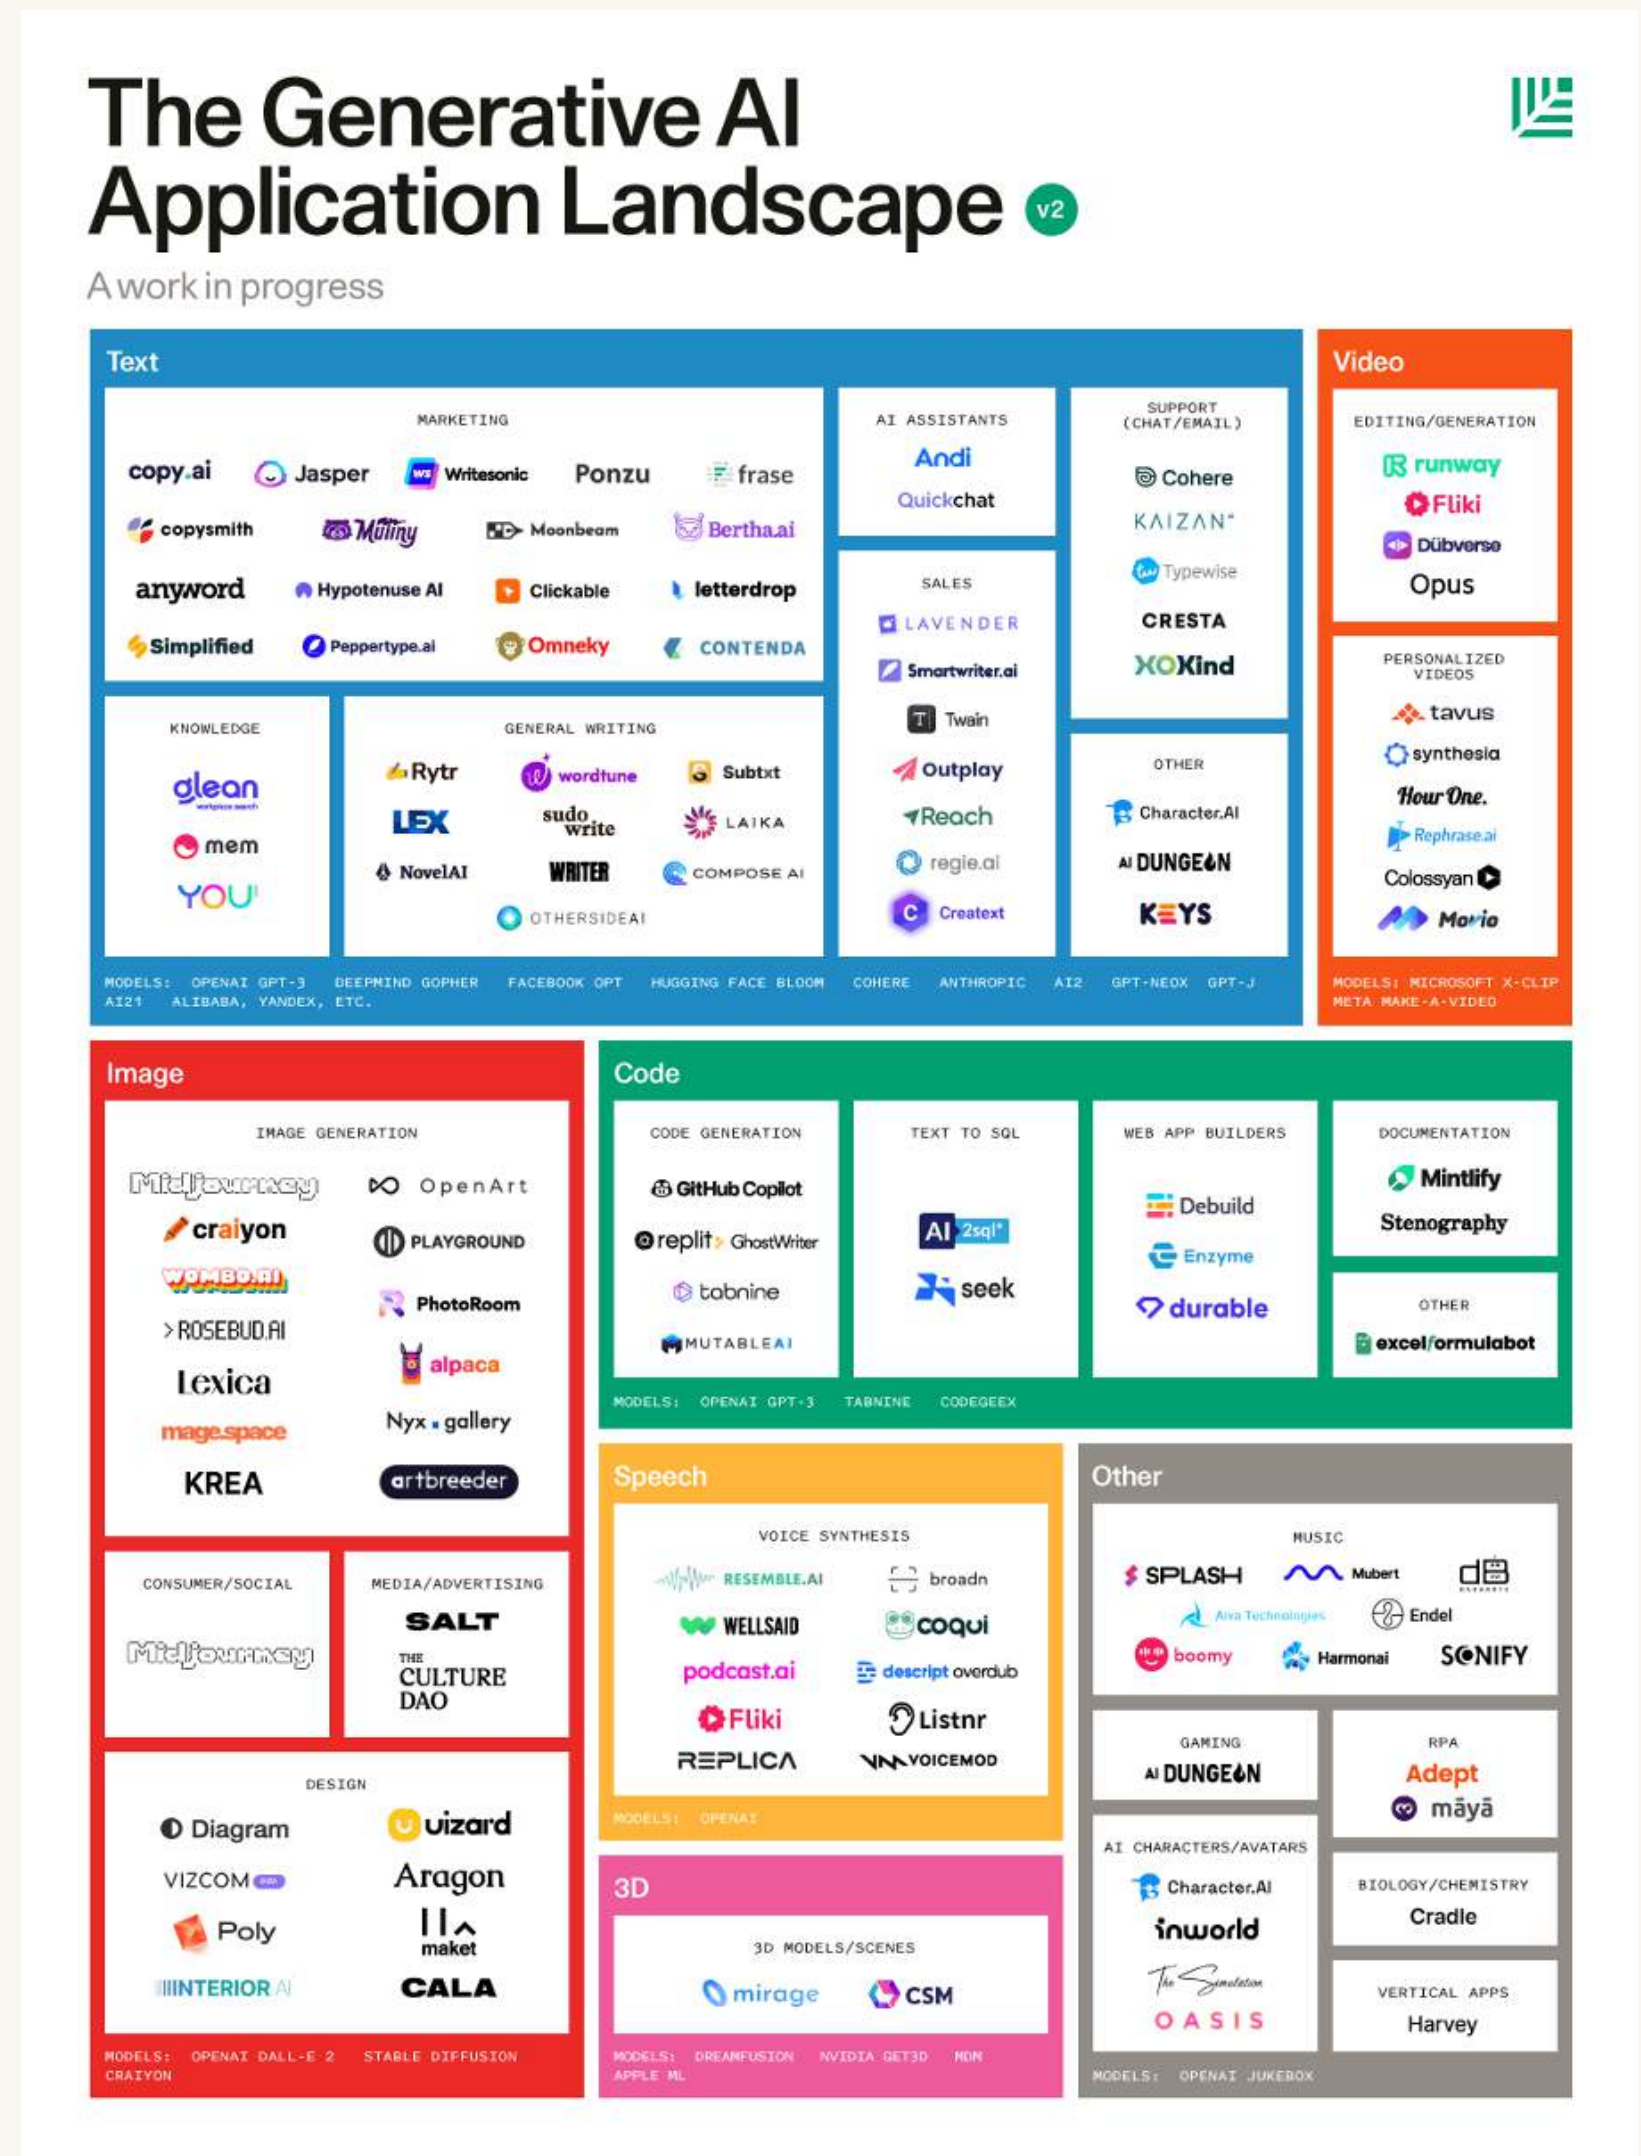 The Generative AI
Application Landscape v2
A work in progress
Text
MARKETING
copy.ai Jasper WS Writesonic Ponzu frase
copysmith Mutiny Moonbeam Bertha.ai
anyword Hypotenuse AI Clickable letterdrop
Simplified Peppertype.ai Omneky CONTENDA
KNOWLEDGE
glean
workplace search
mem
YOU
GENERAL WRITING
Rytr wordtune Subtxt
LEX sudo write LAIKA
NovelAI WRITER COMPOSE AI
OTHERSIDEAI
AI ASSISTANTS
Andi
Quickchat
SALES
LAVENDER
Smartwriter.ai
T Twain
Outplay
Reach
regie.ai
C Creatext
SUPPORT
(CHAT/EMAIL)
Cohere
KAIZAN
tw Typewise
CRESTA
XOKind
OTHER
Character.AI
AI DUNGEON
KEYS
MODELS: OPENAI GPT-3 DEEPMIND GOPHER FACEBOOK OPT HUGGING FACE BLOOM COHERE ANTHROPIC AI2 GPT-NEOX GPT-J
AI21 ALIBABA, YANDEX, ETC.
Video
EDITING/GENERATION
runway
Fliki
Dübverse
Opus
PERSONALIZED
VIDEOS
tavus
synthesia
Hour One.
Rephrase.ai
Colossyan
Movio
MODELS: MICROSOFT X-CLIP
META MAKE-A-VIDEO
Image
IMAGE GENERATION
Midjourney OpenArt
craiyon PLAYGROUND
WOMBO.AI
PhotoRoom
>ROSEBUD.AI
alpaca
Lexica
Nyx.gallery
mage.space
KREA artbreeder
CONSUMER/SOCIAL
Midjourney
MEDIA/ADVERTISING
SALT
THE
CULTURE
DAO
DESIGN
Diagram uizard
VIZCOM Aragon
Poly maket
INTERIOR AI CALA
MODELS: OPENAI DALL-E 2 STABLE DIFFUSION
CRAIYON
Code
CODE GENERATION
GitHub Copilot
replit GhostWriter
tabnine
MUTABLEAI
TEXT TO SQL
AI 2sql
seek
WEB APP BUILDERS
Debuild
Enzyme
durable
DOCUMENTATION
Mintlify
Stenography
OTHER
excelformulabot
MODELS: OPENAI GPT-3 TABNINE CODEGEEX
Speech
VOICE SYNTHESIS
RESEMBLE.AI broadn
WELLSAID coqui
podcast.ai descript overdub
Fliki Listnr
REPLICA VOICEMOD
MODELS: OPENAI
3D
3D MODELS/SCENES
mirage CSM
MODELS: DREAMFUSION NVIDIA GET3D MDM
APPLE ML
Other
MUSIC
SPLASH Mubert dB
Aiva Technologies Endel
boomy Harmonai SONIFY
GAMING
AI DUNGEON
RPA
Adept
māyā
AI CHARACTERS/AVATARS
Character.AI
inworld
The Simulation
OASIS
BIOLOGY/CHEMISTRY
Cradle
VERTICAL APPS
Harvey
MODELS: OPENAI JUKEBOX